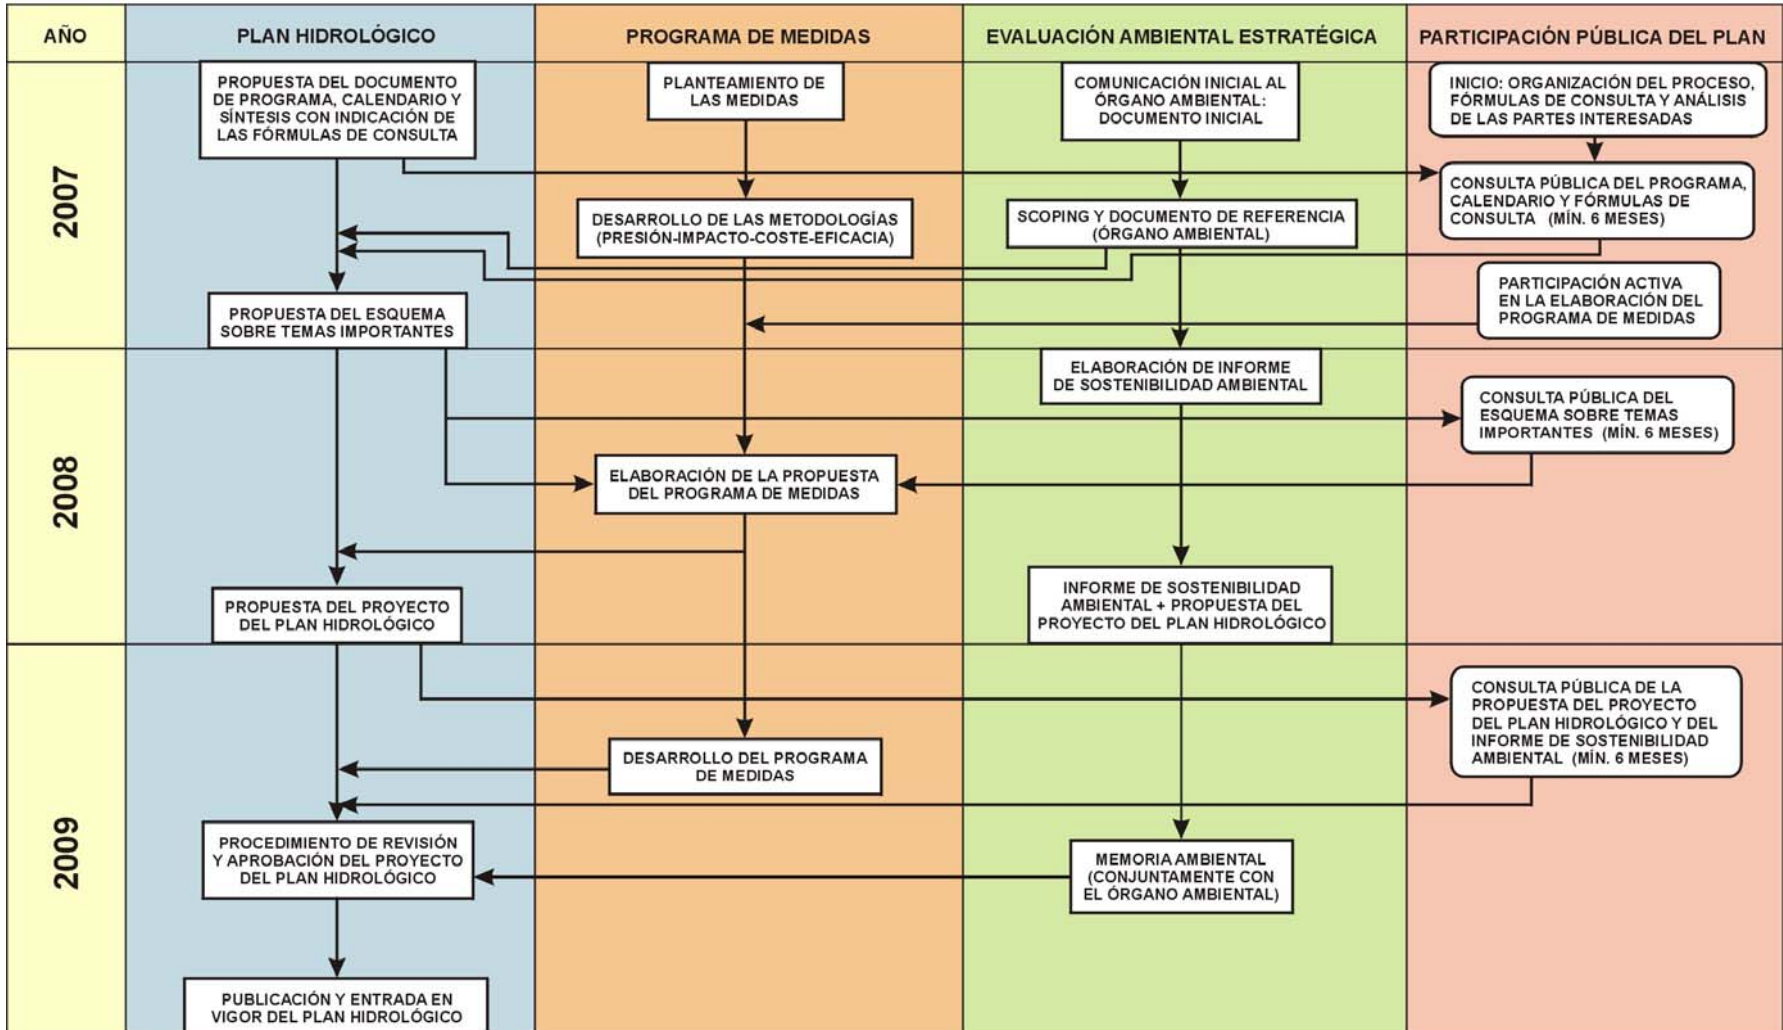 AÑO
PLAN HIDROLÓGICO
PROGRAMA DE MEDIDAS
EVALUACIÓN AMBIENTAL ESTRATÉGICA
PARTICIPACIÓN PÚBLICA DEL PLAN
2007
PROPUESTA DEL DOCUMENTO
DE PROGRAMA, CALENDARIO Y
SÍNTESIS CON INDICACIÓN DE
LAS FÓRMULAS DE CONSULTA
PLANTEAMIENTO DE
LAS MEDIDAS
COMUNICACIÓN INICIAL AL
ÓRGANO AMBIENTAL:
DOCUMENTO INICIAL
INICIO: ORGANIZACIÓN DEL PROCESO,
FÓRMULAS DE CONSULTA Y ANÁLISIS
DE LAS PARTES INTERESADAS
DESARROLLO DE LAS METODOLOGÍAS
(PRESIÓN-IMPACTO-COSTE-EFICACIA)
SCOPING Y DOCUMENTO DE REFERENCIA
(ÓRGANO AMBIENTAL)
CONSULTA PÚBLICA DEL PROGRAMA,
CALENDARIO Y FÓRMULAS DE
CONSULTA (MÍN. 6 MESES)
PROPUESTA DEL ESQUEMA
SOBRE TEMAS IMPORTANTES
PARTICIPACIÓN ACTIVA
EN LA ELABORACIÓN DEL
PROGRAMA DE MEDIDAS
2008
ELABORACIÓN DE INFORME
DE SOSTENIBILIDAD AMBIENTAL
CONSULTA PÚBLICA DEL
ESQUEMA SOBRE TEMAS
IMPORTANTES (MÍN. 6 MESES)
ELABORACIÓN DE LA PROPUESTA
DEL PROGRAMA DE MEDIDAS
PROPUESTA DEL PROYECTO
DEL PLAN HIDROLÓGICO
INFORME DE SOSTENIBILIDAD
AMBIENTAL + PROPUESTA DEL
PROYECTO DEL PLAN HIDROLÓGICO
2009
CONSULTA PÚBLICA DE LA
PROPUESTA DEL PROYECTO
DEL PLAN HIDROLÓGICO Y DEL
INFORME DE SOSTENIBILIDAD
AMBIENTAL (MÍN. 6 MESES)
DESARROLLO DEL PROGRAMA
DE MEDIDAS
PROCEDIMIENTO DE REVISIÓN
Y APROBACIÓN DEL PROYECTO
DEL PLAN HIDROLÓGICO
MEMORIA AMBIENTAL
(CONJUNTAMENTE CON
EL ÓRGANO AMBIENTAL)
PUBLICACIÓN Y ENTRADA EN
VIGOR DEL PLAN HIDROLÓGICO